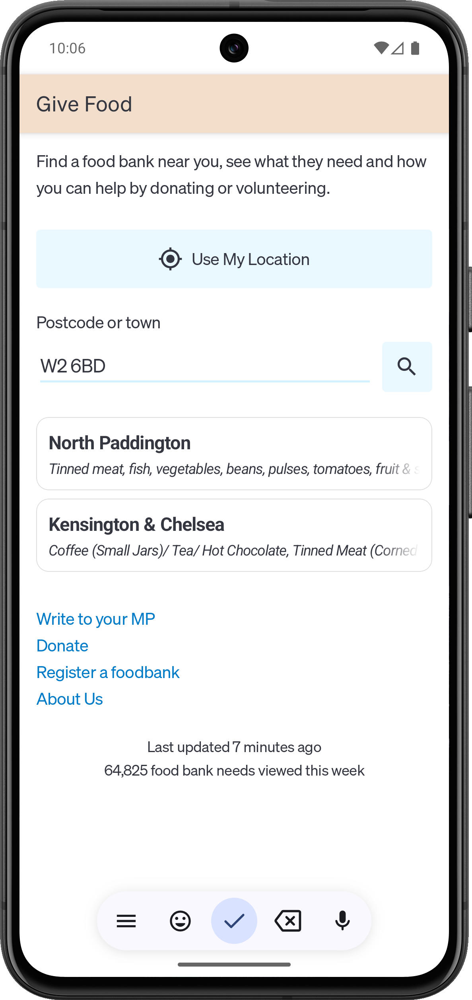 10:06
Give Food
Find a food bank near you, see what they need and how
you can help by donating or volunteering.
Use My Location
Postcode or town
W2 6BD
North Paddington
Tinned meat, fish, vegetables, beans, pulses, tomatoes, fruit & s
Kensington & Chelsea
Coffee (Small Jars)/ Tea/ Hot Chocolate, Tinned Meat (Corned
Write to your MP
Donate
Register a foodbank
About Us
Last updated 7 minutes ago
64,825 food bank needs viewed this week